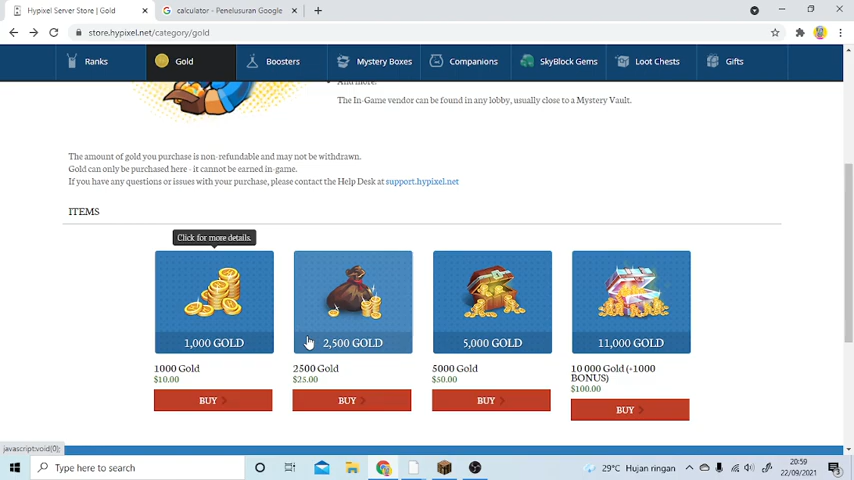 Hypixel Server Store | Gold
calculator - Penelusuran Google
store.hypixel.net/category/gold
Ranks
Gold
Boosters
Mystery Boxes
Companions
SkyBlock Gems
Loot Chests
Gifts
And more.
The In-Game vendor can be found in any lobby, usually close to a Mystery Vault.
The amount of gold you purchase is non-refundable and may not be withdrawn.
Gold can only be purchased here - it cannot be earned in-game.
If you have any questions or issues with your purchase, please contact the Help Desk at support.hypixel.net
ITEMS
Click for more details.
1,000 GOLD
2,500 GOLD
5,000 GOLD
11,000 GOLD
1000 Gold
$10.00
BUY
2500 Gold
$25.00
BUY
5000 Gold
$50.00
BUY
10 000 Gold (+1000
BONUS)
$100.00
BUY
javascript:void(0);
Type here to search
29°C Hujan ringan
20:59
22/09/2021
3